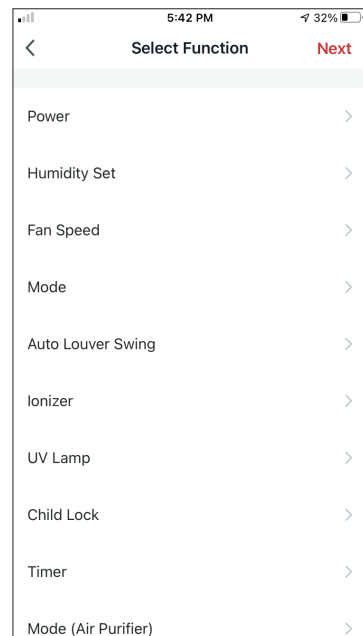 5:42 PM
32%
Select Function
Next
Power
Humidity Set
Fan Speed
Mode
Auto Louver Swing
Ionizer
UV Lamp
Child Lock
Timer
Mode (Air Purifier)